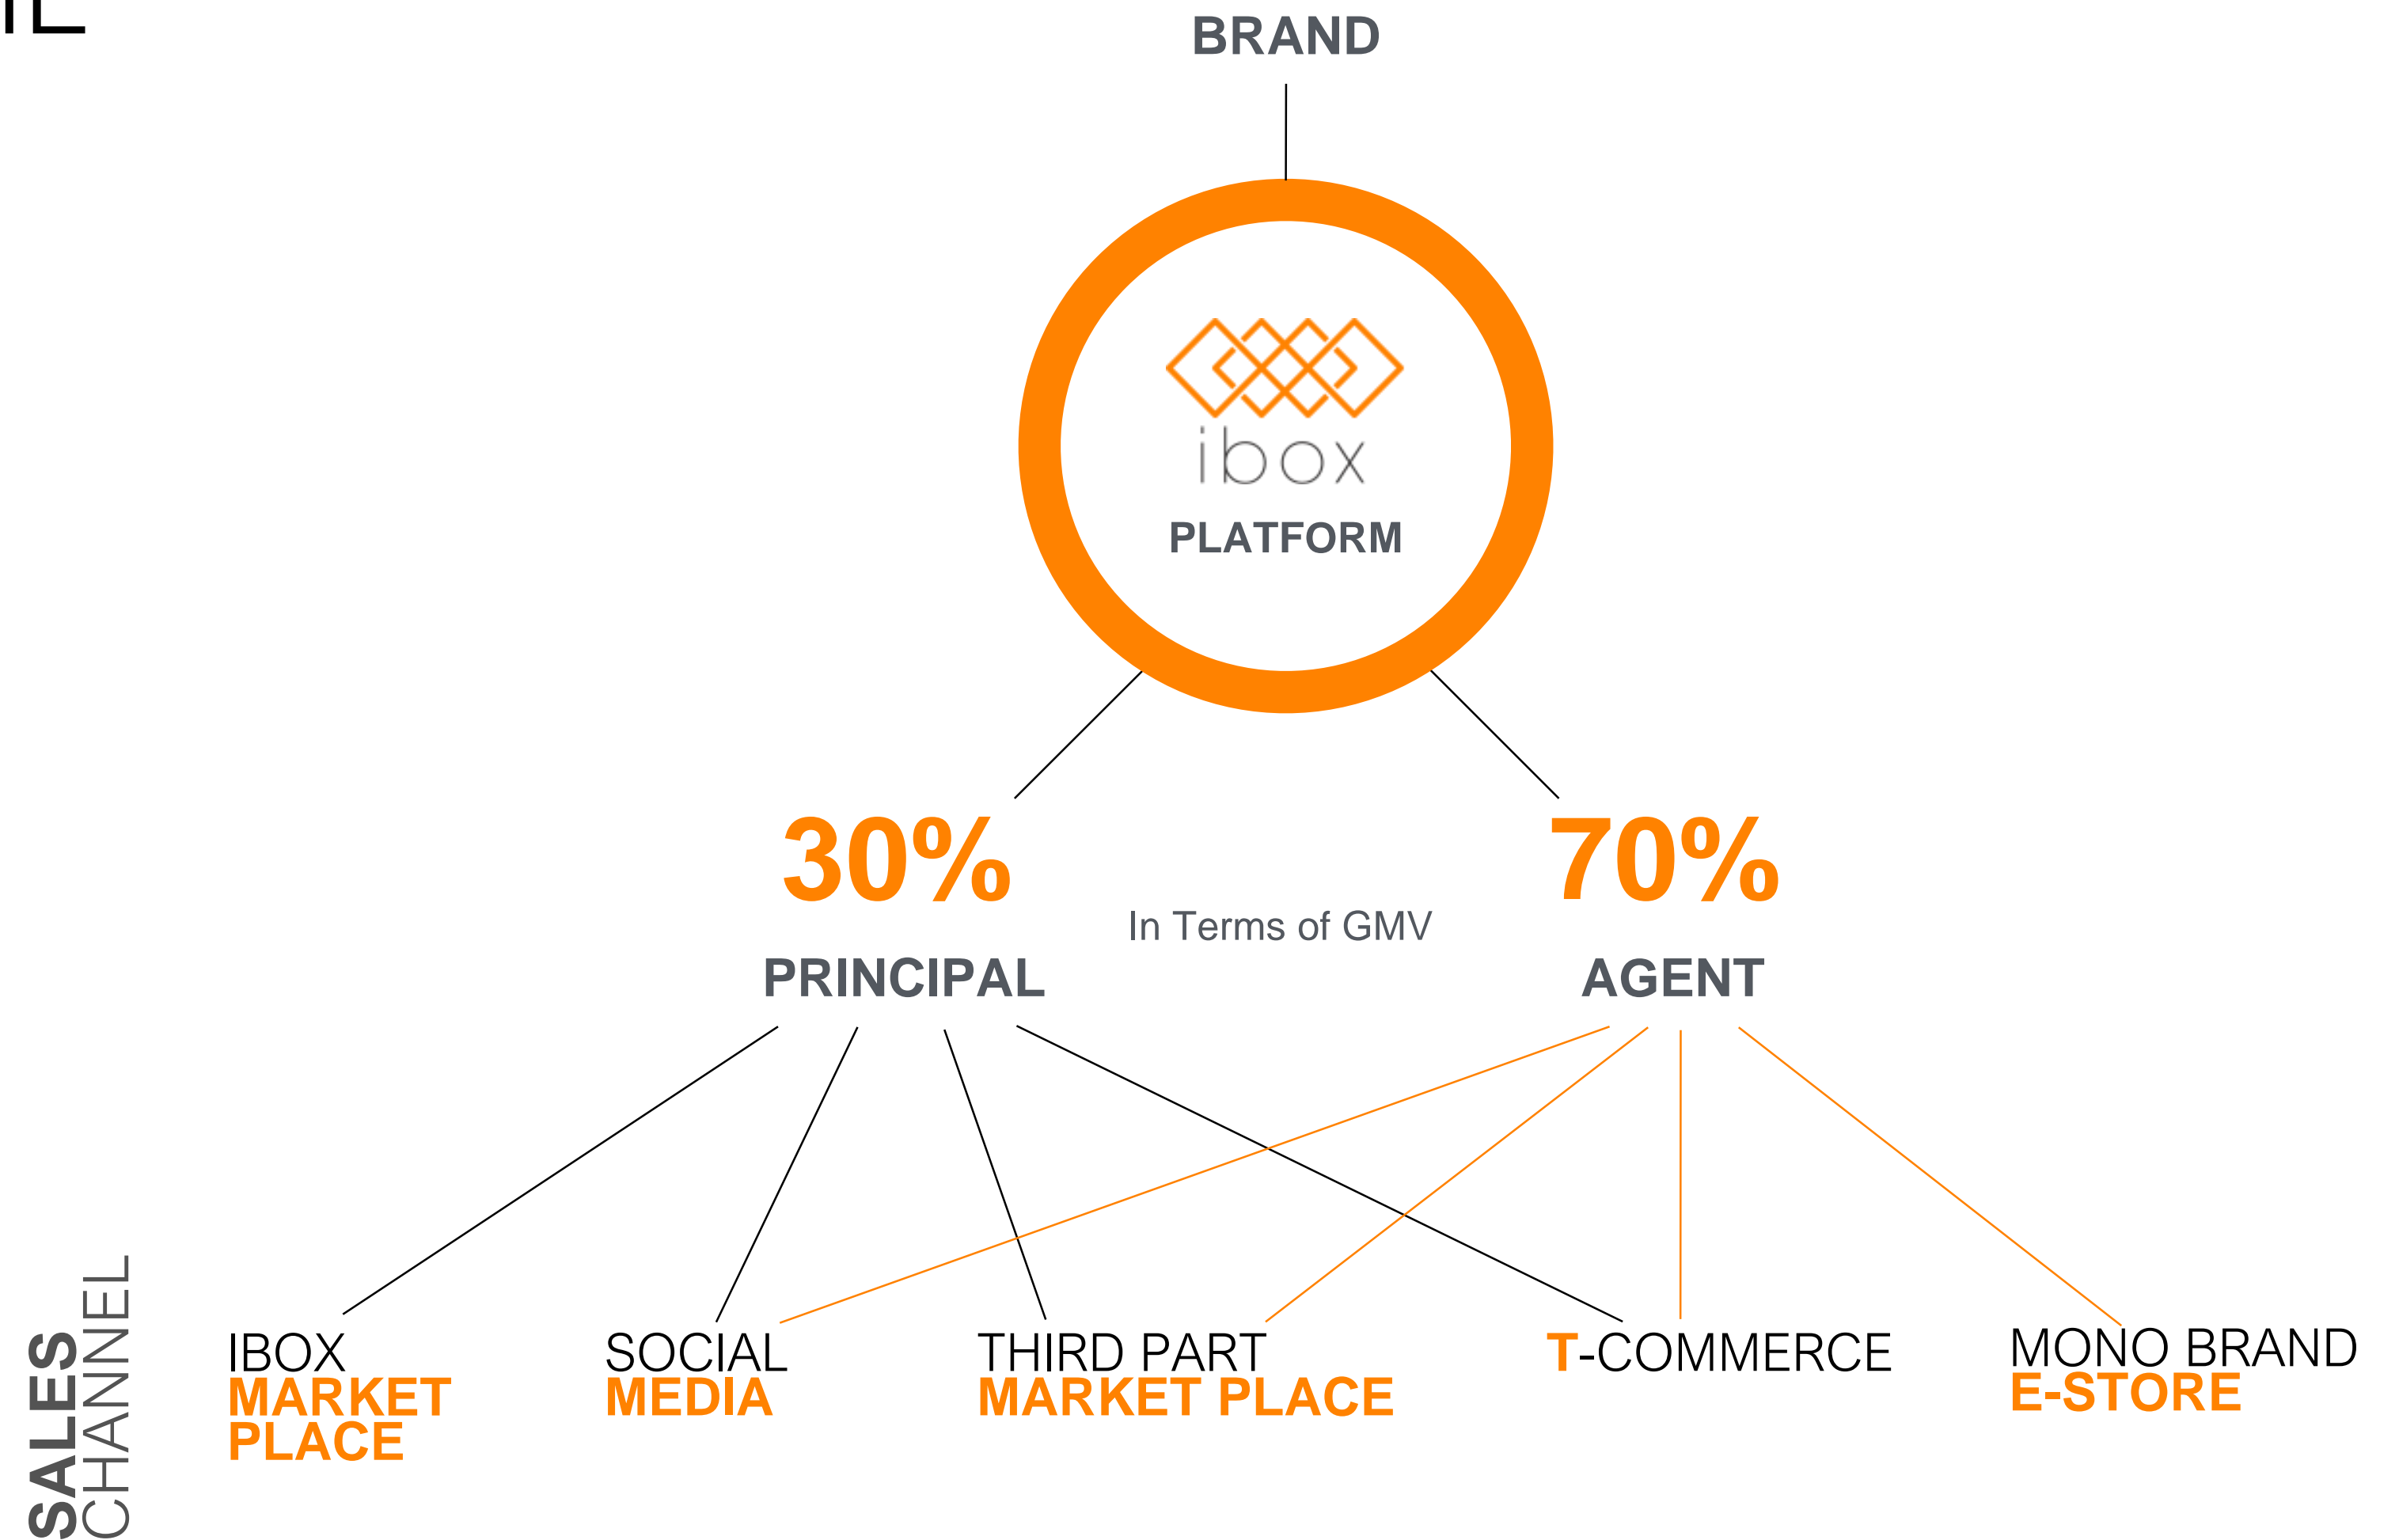 BRAND
ibox
PLATFORM
30%
70%
In Terms of GMW
PRINCIPAL
AGENT
SALES
CHANNEL
IBOX
MARKET
PLACE
SOCIAL
MEDIA
THIRD PART
MARKET PLACE
T-COMMERCE
MONO BRAND
E-STORE